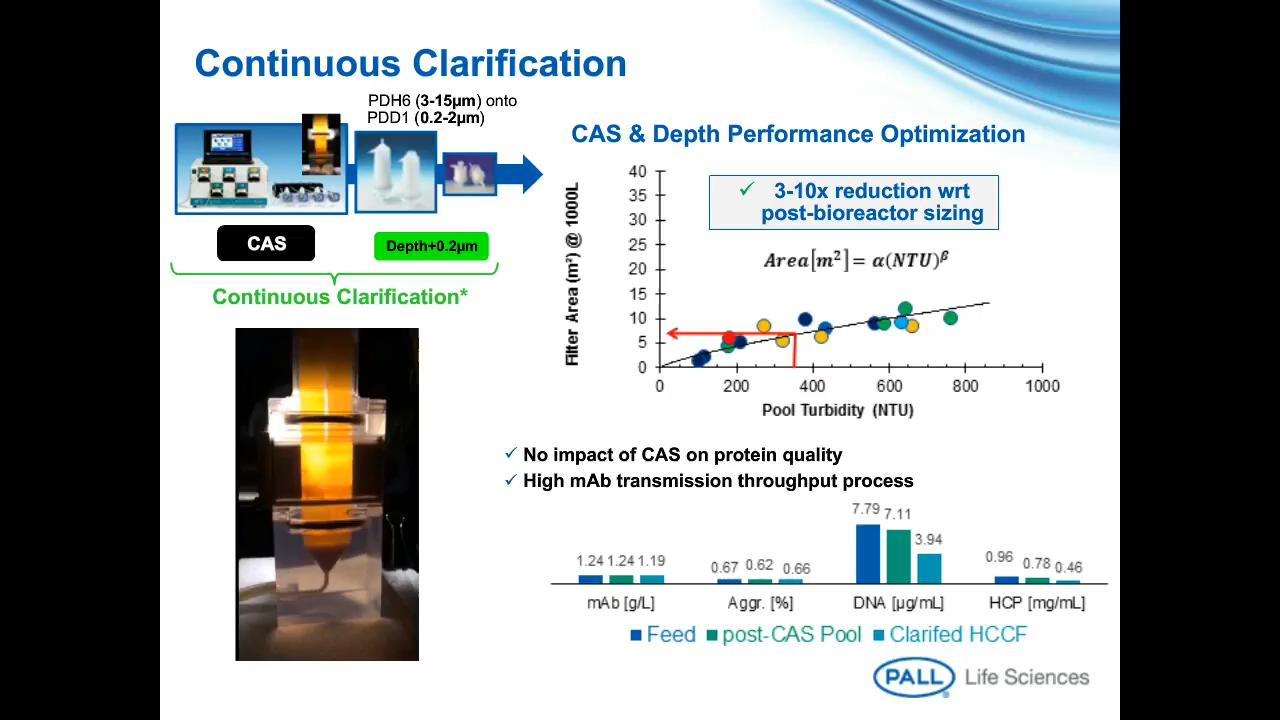 Continuous Clarification
PDH6 (3-15µm) onto
PDD1 (0.2-2µm)
CAS
Depth+0.2µm
Continuous Clarification*
CAS & Depth Performance Optimization
✓ 3-10x reduction wrt
post-bioreactor sizing
Area[m²]= α(NTU)^β
Filter Area (m²) @ 1000L
40
35
30
25
20
15
10
5
0
0 200 400 600 800 1000
Pool Turbidity (NTU)
✓ No impact of CAS on protein quality
✓ High mAb transmission throughput process
1.24 1.24 1.19
0.67 0.62 0.66
7.79 7.11 3.94
0.96 0.78 0.46
mAb [g/L] Aggr. [%] DNA [µg/mL] HCP [mg/mL]
Feed post-CAS Pool Clarifed HCCF
PALL Life Sciences